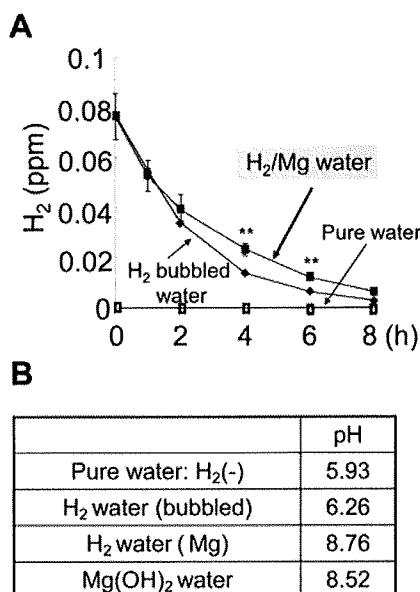 A
0.1
0.08
0.06
0.04
0.02
0
H₂ (ppm)
H₂/Mg water
Pure water
**
**
H₂ bubbled
water
0 2 4 6 8 (h)
B
pH
Pure water: H₂(-) 5.93
H₂ water (bubbled) 6.26
H₂ water ( Mg) 8.76
Mg(OH)₂ water 8.52